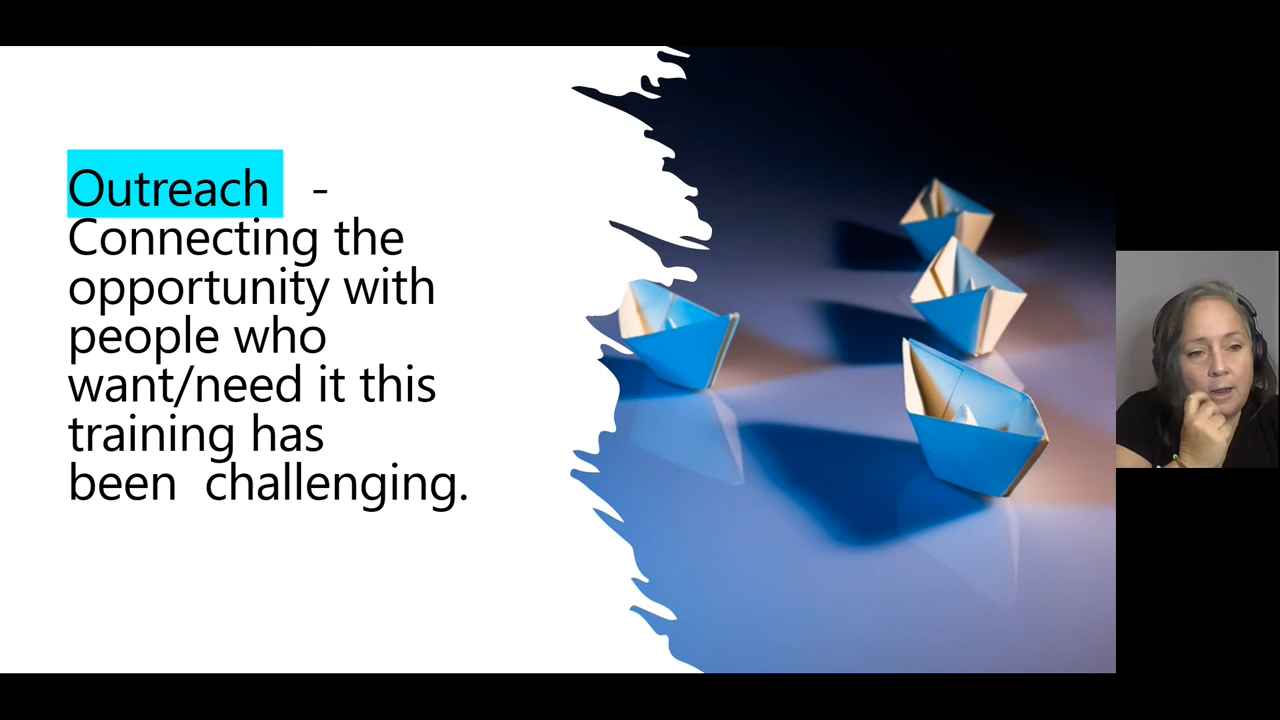 Outreach   -
Connecting the
opportunity with
people who
want/need it this
training has
been  challenging.